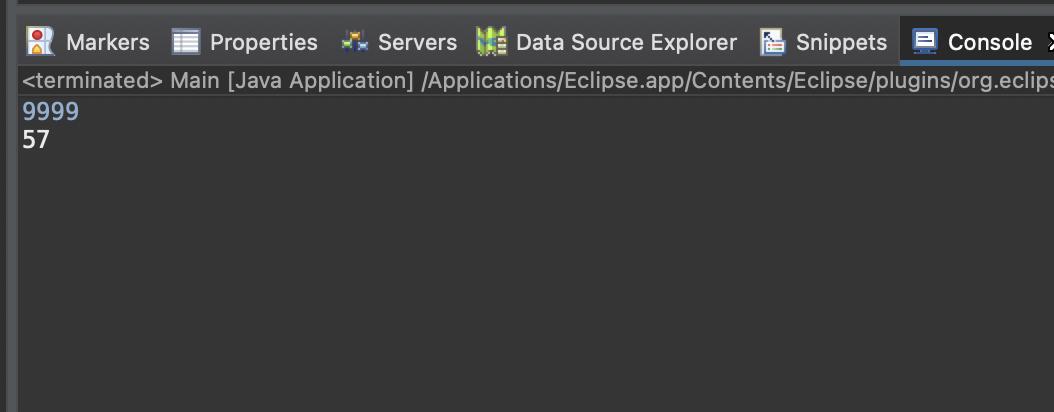 Markers Properties Servers Data Source Explorer Snippets Console
<terminated> Main [Java Application] /Applications/Eclipse.app/Contents/Eclipse/plugins/org.eclips
9999
57